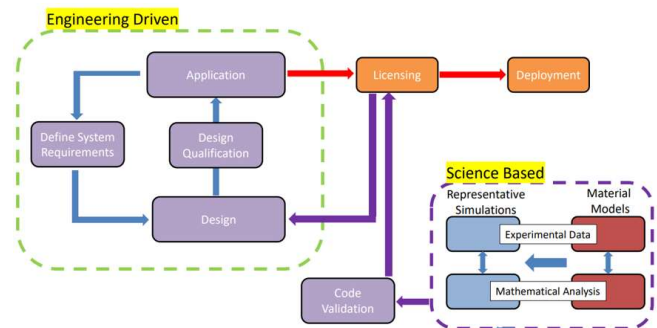 Engineering Driven
Application
Licensing
Deployment
Define System
Requirements
Design
Qualification
Design
Science Based
Representative
Simulations
Material
Models
Experimental Data
Mathematical Analysis
Code
Validation